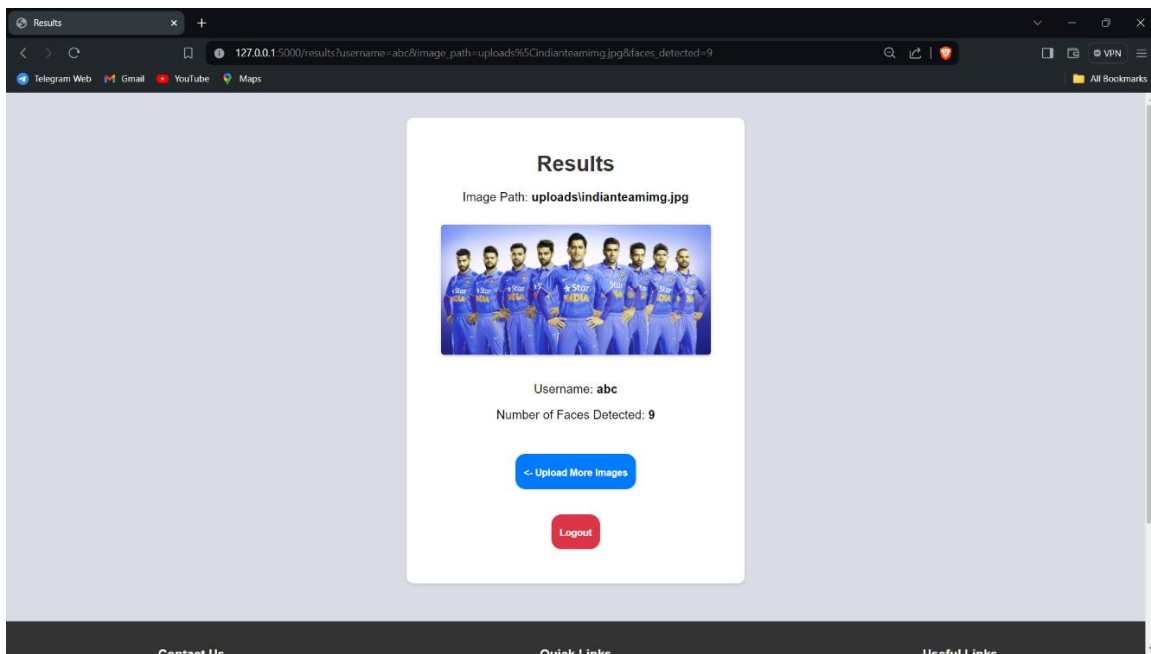 Results
127.0.0.1:5000/results?username=abc&image_path=uploads%5Cindianteamimg.jpg&faces_detected=9
VPN
Telegram Web
Gmail
YouTube
Maps
All Bookmarks
Results
Image Path: uploads\indianteamimg.jpg
Star
INDIA
Username: abc
Number of Faces Detected: 9
<- Upload More Images
Logout
Contact Us
Quick Links
Useful Links